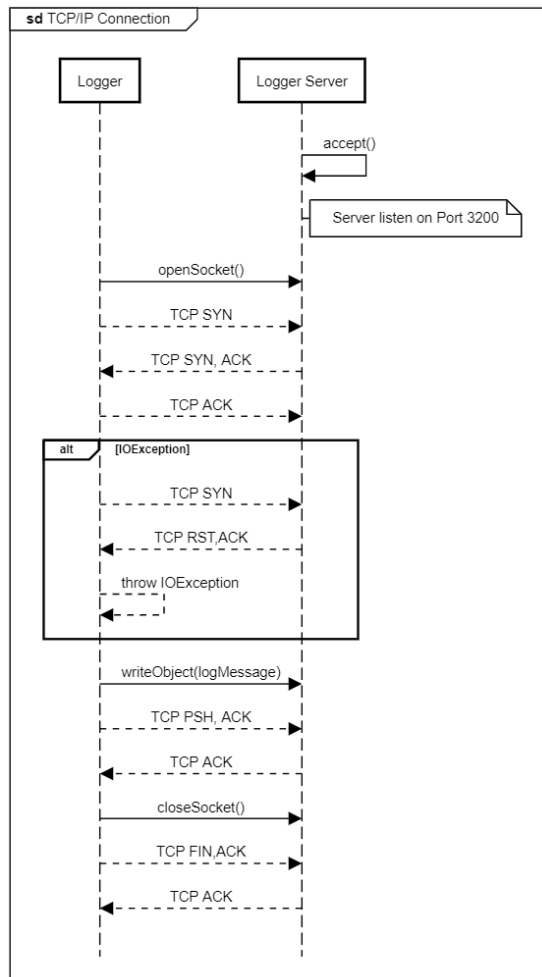 sd TCP/IP Connection
Logger
Logger Server
accept()
Server listen on Port 3200
openSocket()
TCP SYN
TCP SYN, ACK
TCP ACK
alt
[IOException]
TCP SYN
TCP RST,ACK
throw IOException
writeObject(logMessage)
TCP PSH, ACK
TCP ACK
closeSocket()
TCP FIN,ACK
TCP ACK